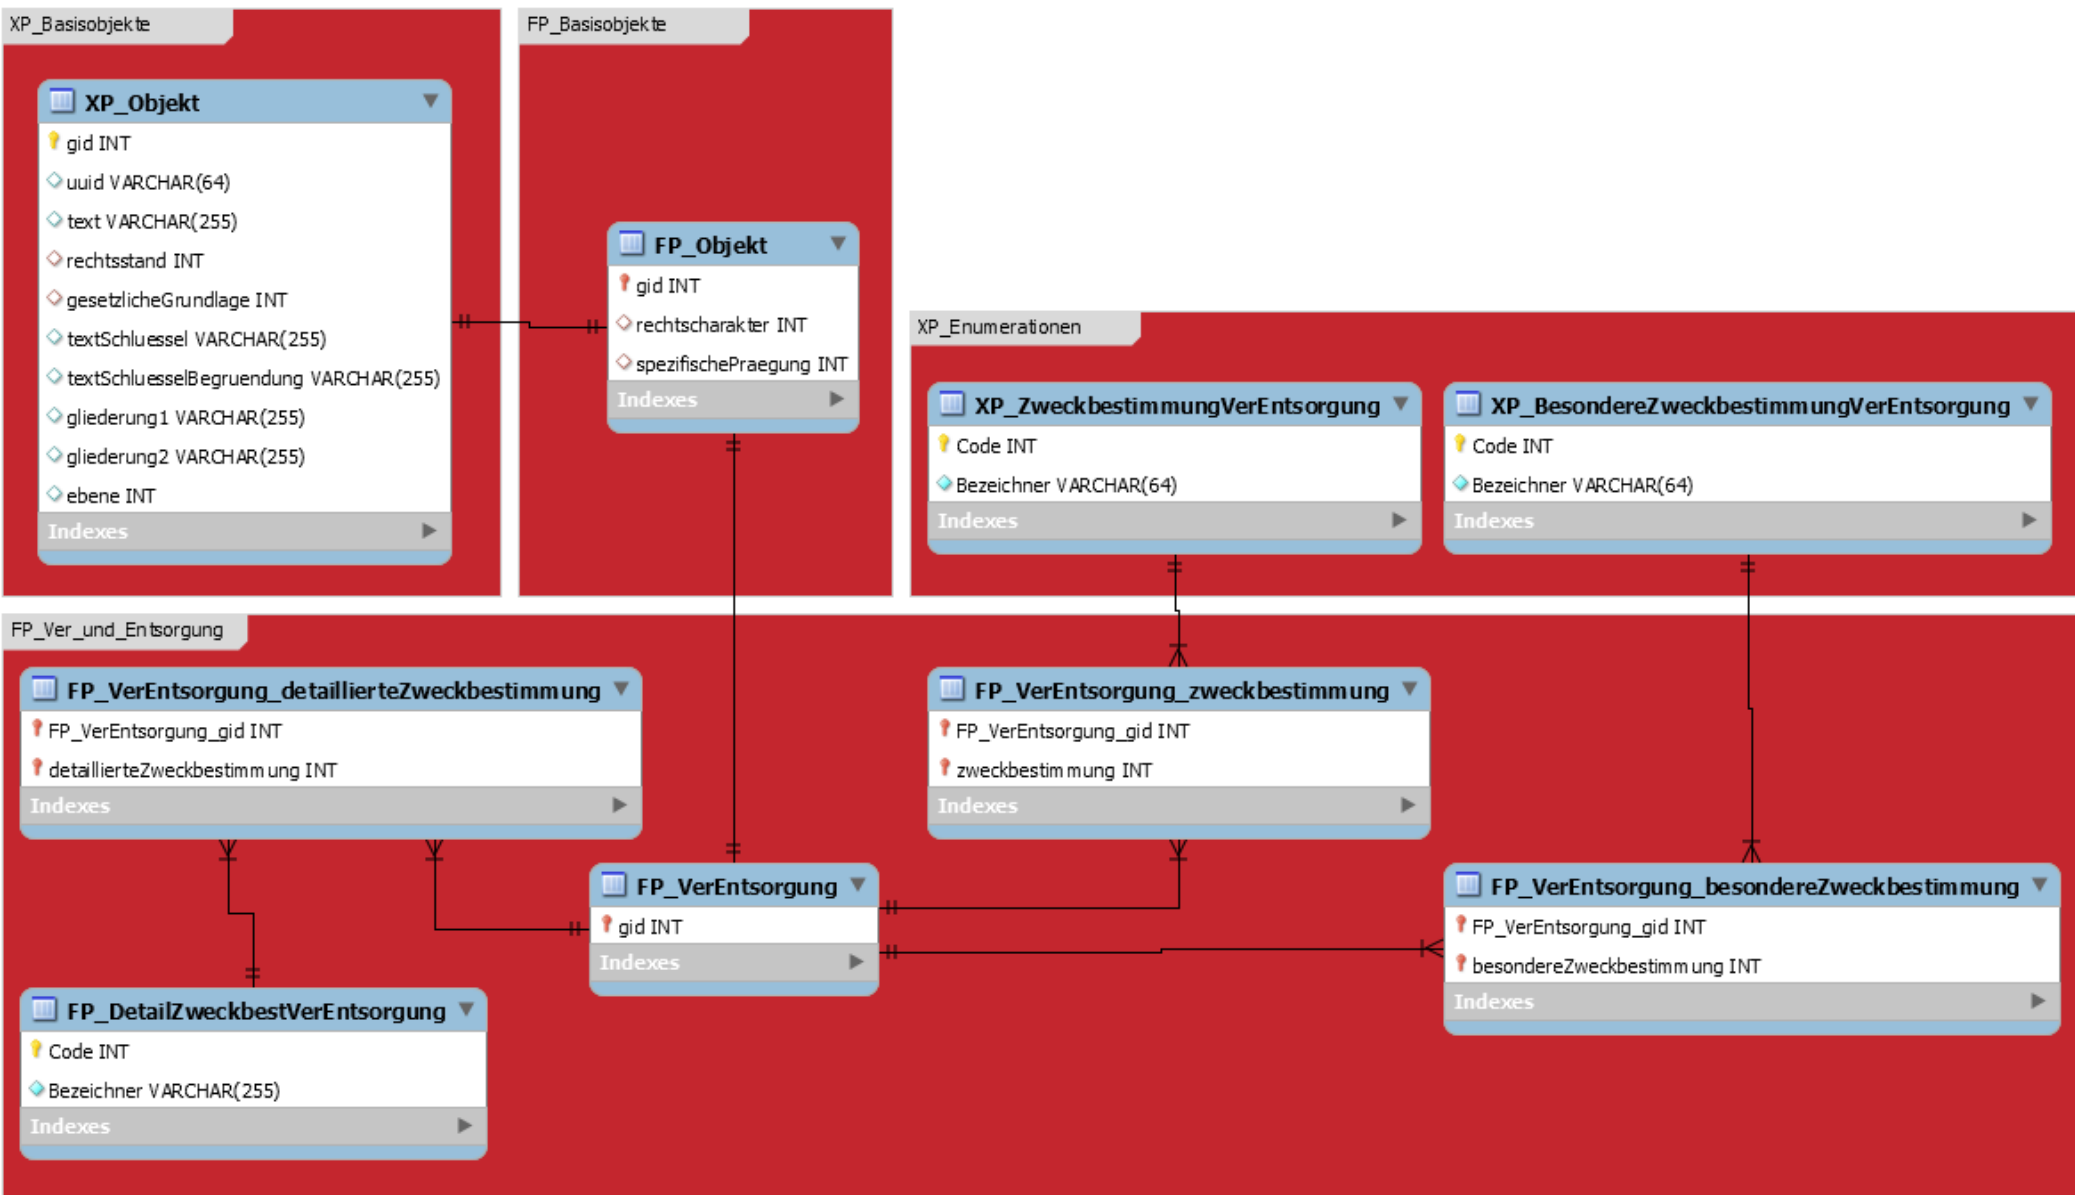 XP_Basisobjekte
XP_Objekt
gid INT
uuid VARCHAR(64)
text VARCHAR(255)
rechtsstand INT
gesetzlicheGrundlage INT
textSchluessel VARCHAR(255)
textSchluesselBegruendung VARCHAR(255)
gliederung1 VARCHAR(255)
gliederung2 VARCHAR(255)
ebene INT
Indexes
FP_Basisobjekte
FP_Objekt
gid INT
rechtscharakter INT
spezifischePraegung INT
Indexes
XP_Enumerationen
XP_ZweckbestimmungVerEntsorgung
Code INT
Bezeichner VARCHAR(64)
Indexes
XP_BesondereZweckbestimmungVerEntsorgung
Code INT
Bezeichner VARCHAR(64)
Indexes
FP_Ver_und_Entsorgung
FP_VerEntsorgung_detaillierteZweckbestimmung
FP_VerEntsorgung_gid INT
detaillierteZweckbestimmung INT
Indexes
FP_VerEntsorgung_zweckbestimmung
FP_VerEntsorgung_gid INT
zweckbestimmung INT
Indexes
FP_VerEntsorgung
gid INT
Indexes
FP_VerEntsorgung_besondereZweckbestimmung
FP_VerEntsorgung_gid INT
besondereZweckbestimmung INT
Indexes
FP_DetailZweckbestVerEntsorgung
Code INT
Bezeichner VARCHAR(255)
Indexes